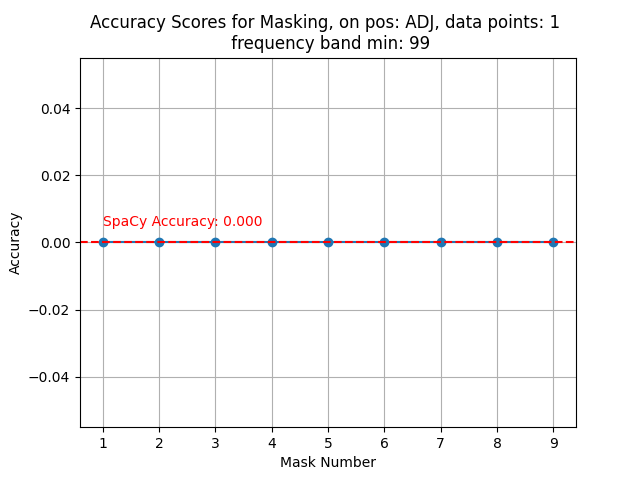 Accuracy Scores for Masking, on pos: ADJ, data points: 1
frequency band min: 99
0.04
0.02
SpaCy Accuracy: 0.000
0.00
−0.02
−0.04
Accuracy
1 2 3 4 5 6 7 8 9
Mask Number